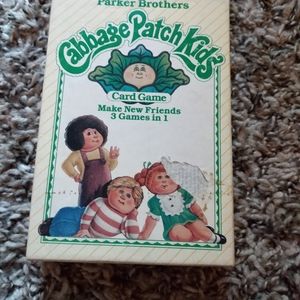 Parker Brothers
Cabbage Patch Kids
Card Game
Make New Friends
3 Games in 1